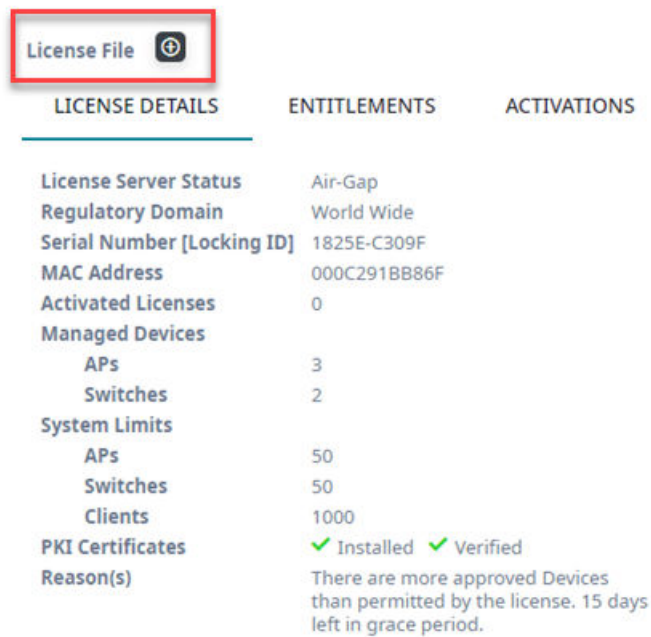 License File
LICENSE DETAILS ENTITLEMENTS ACTIVATIONS
License Server Status Air-Gap
Regulatory Domain World Wide
Serial Number [Locking ID] 1825E-C309F
MAC Address 000C291BB86F
Activated Licenses 0
Managed Devices
APs 3
Switches 2
System Limits
APs 50
Switches 50
Clients 1000
PKI Certificates Installed Verified
Reason(s) There are more approved Devices
than permitted by the license. 15 days
left in grace period.